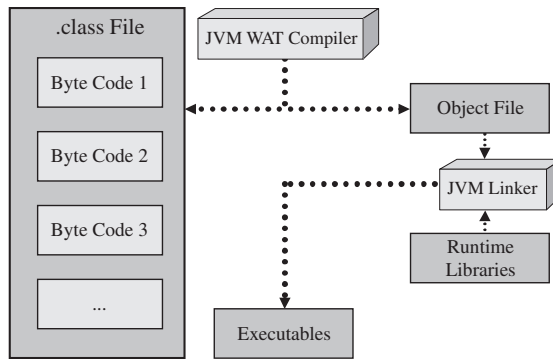 .class File
JVM WAT Compiler
Byte Code 1
Object File
Byte Code 2
JVM Linker
Byte Code 3
Runtime
Libraries
...
Executables